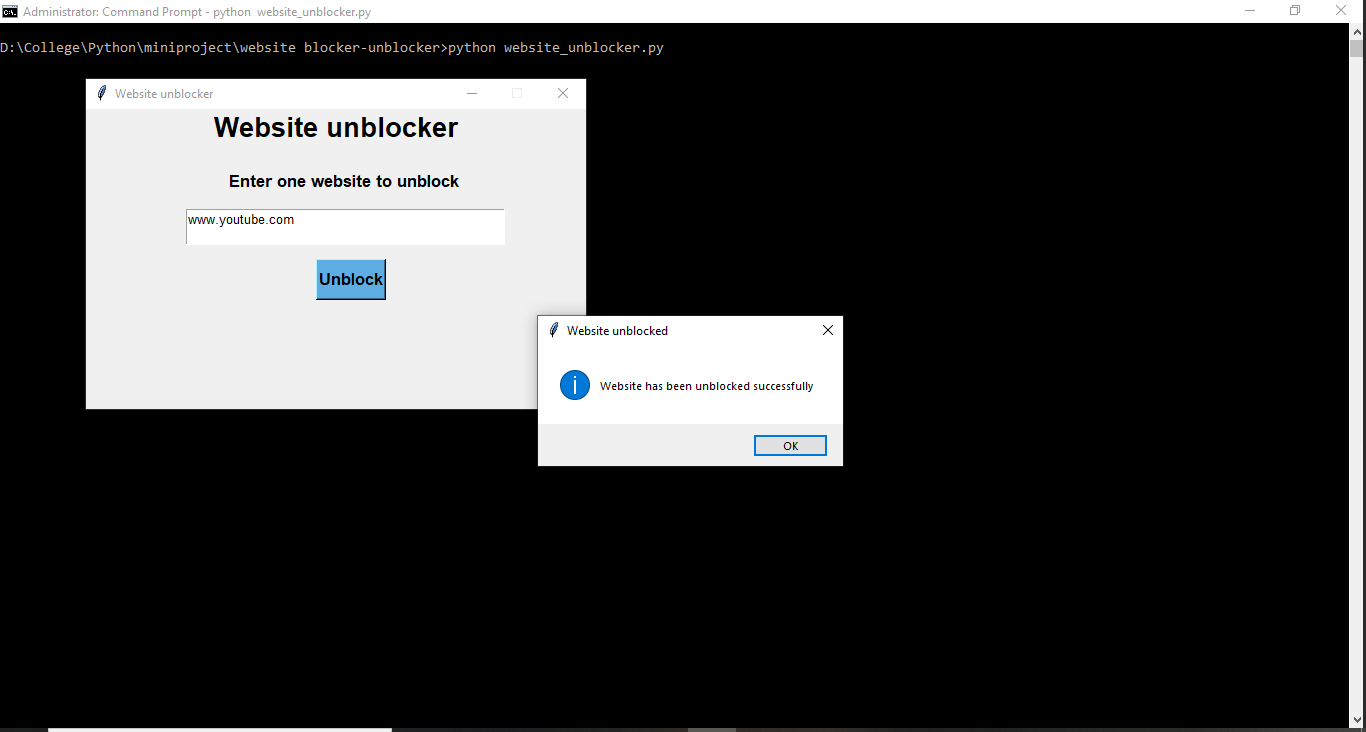 Administrator: Command Prompt - python  website_unblocker.py
D:\College\Python\miniproject\website blocker-unblocker>python website_unblocker.py
Website unblocker
Website unblocker
Enter one website to unblock
www.youtube.com
Unblock
Website unblocked
Website has been unblocked successfully
OK